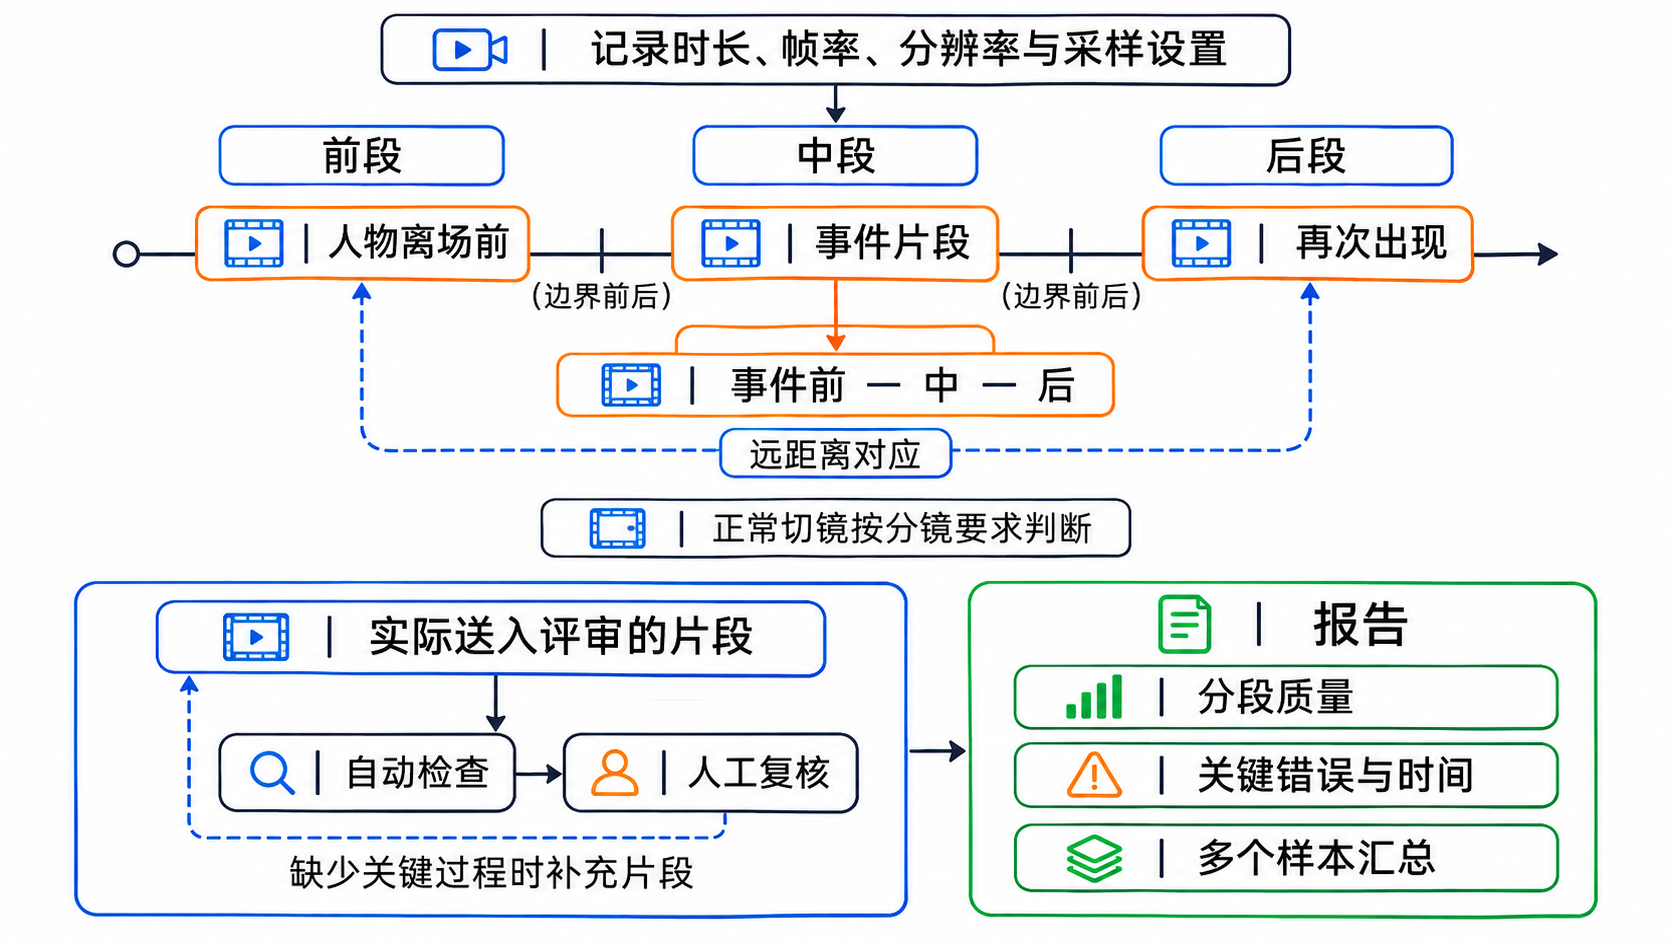 记录时长、帧率、分辨率与采样设置
前段
中段
后段
人物离场前
事件片段
再次出现
(边界前后)
(边界前后)
事件前 — 中 — 后
远距离对应
正常切镜按分镜要求判断
实际送入评审的片段
自动检查
人工复核
缺少关键过程时补充片段
报告
分段质量
关键错误与时间
多个样本汇总